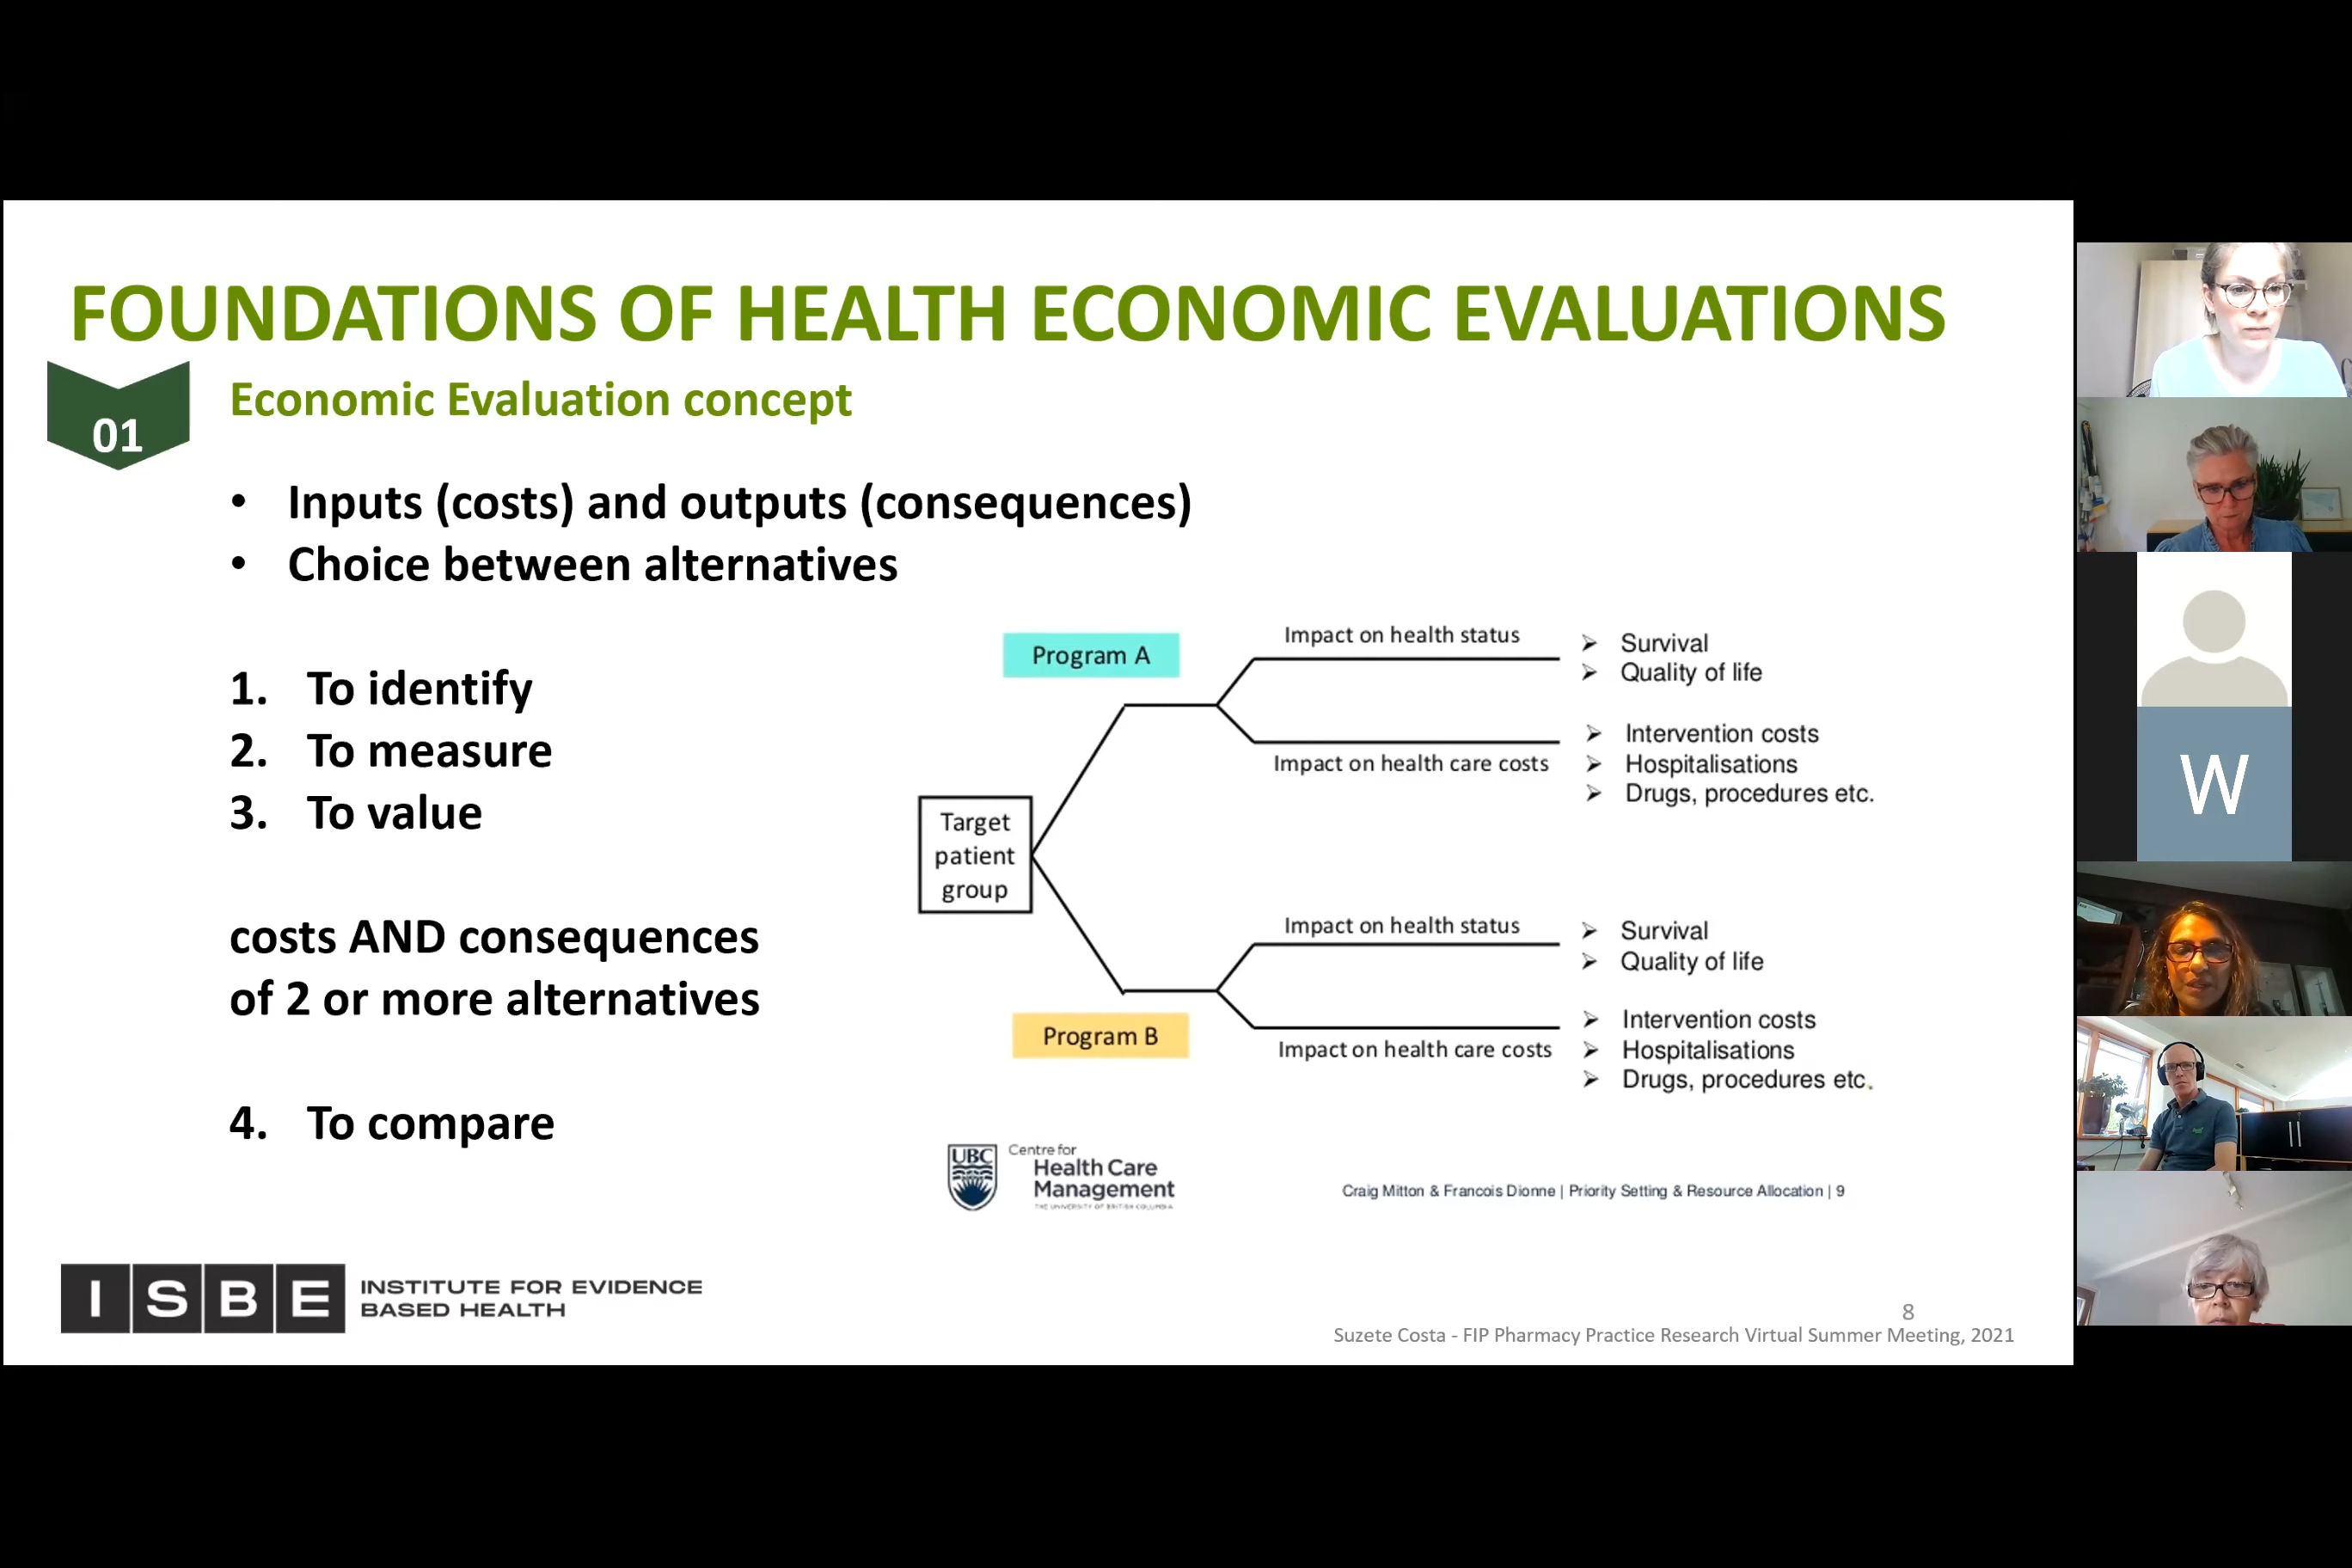 FOUNDATIONS OF HEALTH ECONOMIC EVALUATIONS
01
Economic Evaluation concept
• Inputs (costs) and outputs (consequences)
• Choice between alternatives
1. To identify
2. To measure
3. To value
costs AND consequences
of 2 or more alternatives
4. To compare
Target
patient
group
Program A
Impact on health status
➢ Survival
➢ Quality of life
Impact on health care costs
➢ Intervention costs
➢ Hospitalisations
➢ Drugs, procedures etc.
Program B
Impact on health status
➢ Survival
➢ Quality of life
Impact on health care costs
➢ Intervention costs
➢ Hospitalisations
➢ Drugs, procedures etc.
UBC
Centre for
Health Care
Management
THE UNIVERSITY OF BRITISH COLUMBIA
Craig Mitton & Francois Dionne | Priority Setting & Resource Allocation | 9
ISBE
INSTITUTE FOR EVIDENCE
BASED HEALTH
8
Suzete Costa - FIP Pharmacy Practice Research Virtual Summer Meeting, 2021
W